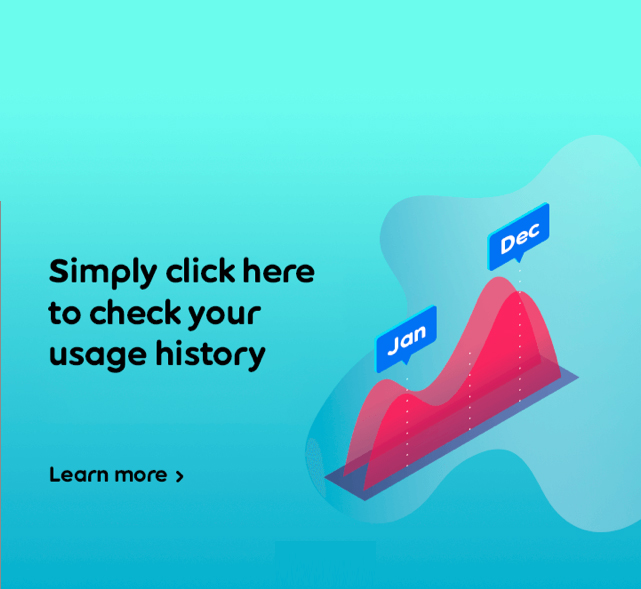 Simply click here
to check your
usage history
Learn more >
Jan
Dec